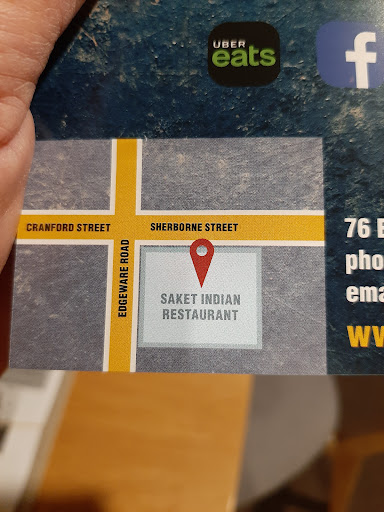 UBER
eats
f
CRANFORD STREET
SHERBORNE STREET
EDGEWARE ROAD
SAKET INDIAN
RESTAURANT
76
pho
ema